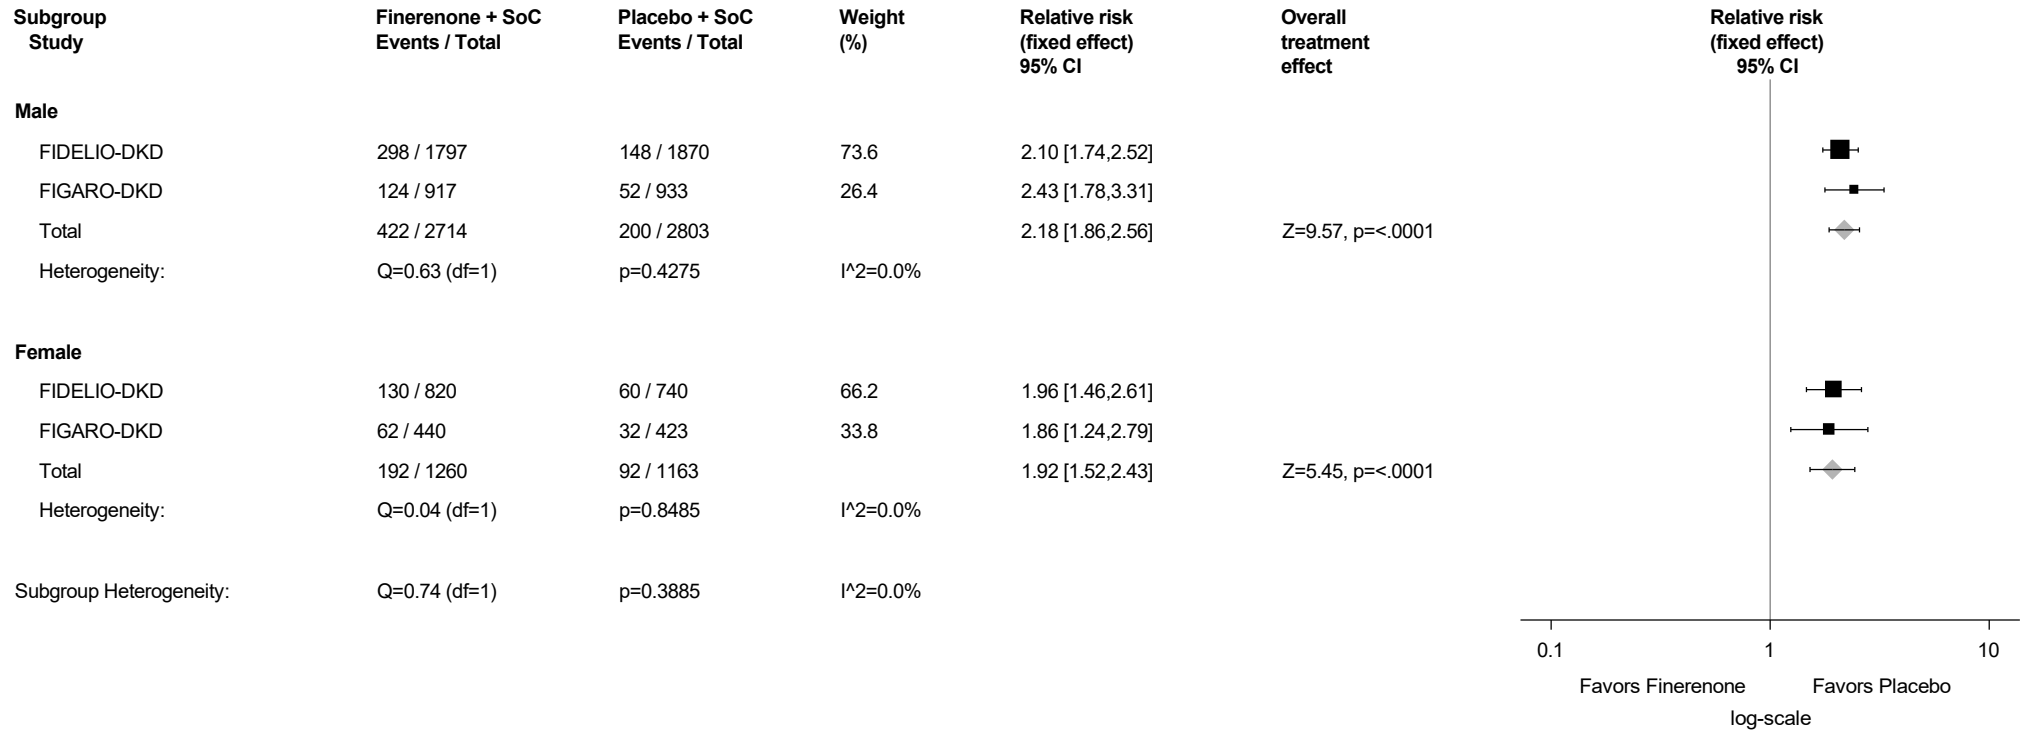 Subgroup Finerenone + SoC Placebo + SoC Weight Relative risk Overall Relative risk
Study Events / Total Events / Total (%) (fixed effect) treatment (fixed effect)
95% CI effect 95% CI
Male
FIDELIO-DKD 298 / 1797 148 / 1870 73.6 2.10 [1.74,2.52]
FIGARO-DKD 124 / 917 52 / 933 26.4 2.43 [1.78,3.31]
Total 422 / 2714 200 / 2803 2.18 [1.86,2.56] Z=9.57, p=<.0001
Heterogeneity: Q=0.63 (df=1) p=0.4275 I^2=0.0%
Female
FIDELIO-DKD 130 / 820 60 / 740 66.2 1.96 [1.46,2.61]
FIGARO-DKD 62 / 440 32 / 423 33.8 1.86 [1.24,2.79]
Total 192 / 1260 92 / 1163 1.92 [1.52,2.43] Z=5.45, p=<.0001
Heterogeneity: Q=0.04 (df=1) p=0.8485 I^2=0.0%
Subgroup Heterogeneity: Q=0.74 (df=1) p=0.3885 I^2=0.0%
0.1 1 10
Favors Finerenone Favors Placebo
log-scale